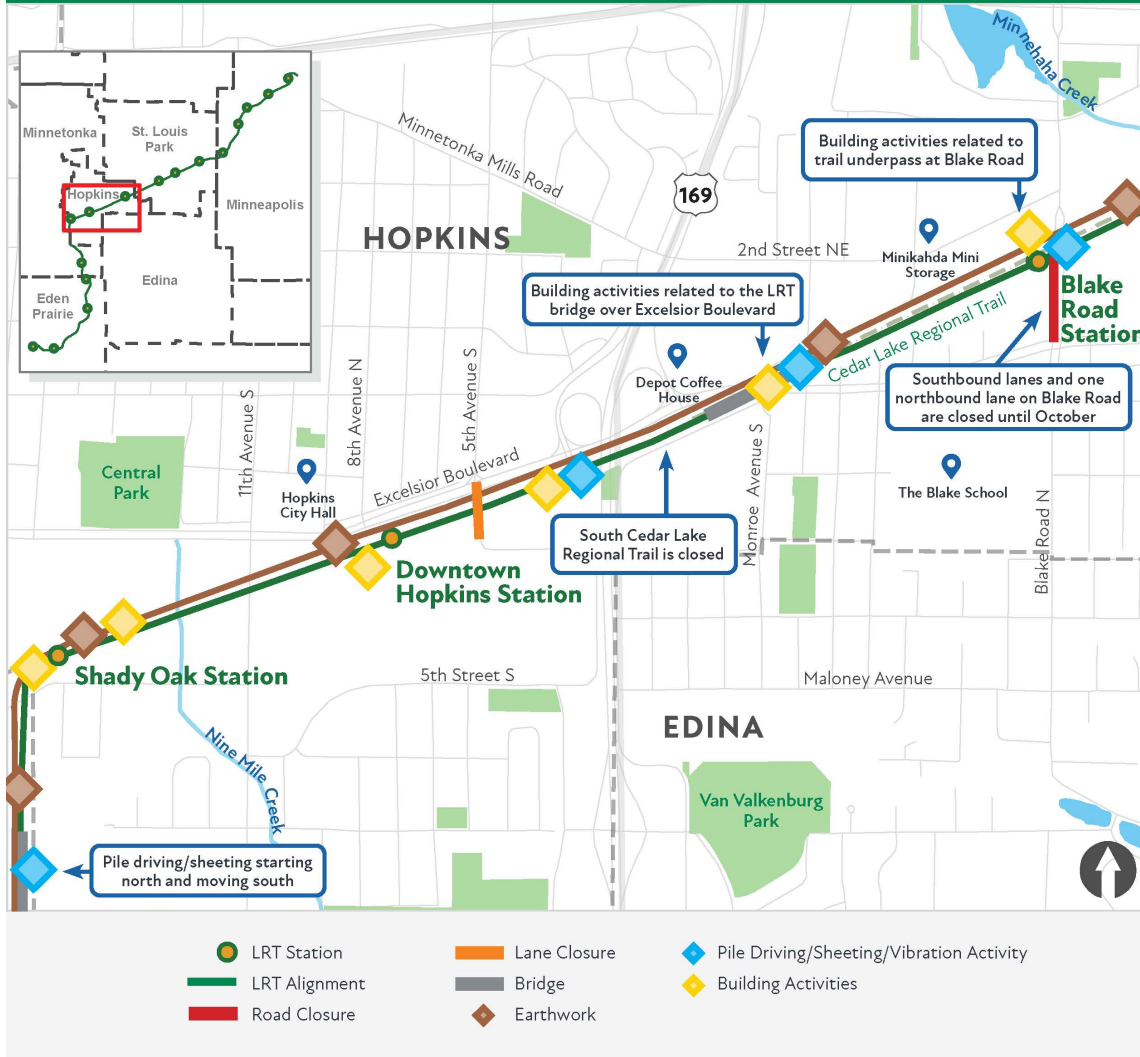 Minnetonka
St. Louis
Park
Hopkins
Minneapolis
Edina
Eden
Prairie
Minnehaha Creek
Minnetonka Mills Road
169
Building activities related to
trail underpass at Blake Road
HOPKINS
2nd Street NE
Minikahda Mini
Storage
Building activities related to the LRT
bridge over Excelsior Boulevard
Blake
Road
Station
Cedar Lake Regional Trail
Depot Coffee
House
Southbound lanes and one
northbound lane on Blake Road
are closed until October
11th Avenue S
8th Avenue N
5th Avenue S
Central
Park
Hopkins
City Hall
Excelsior Boulevard
Monroe Avenue S
The Blake School
Blake Road N
South Cedar Lake
Regional Trail is closed
Downtown
Hopkins Station
Shady Oak Station
5th Street S
Maloney Avenue
EDINA
Nine Mile Creek
Van Valkenburg
Park
Pile driving/sheeting starting
north and moving south
LRT Station
LRT Alignment
Road Closure
Lane Closure
Bridge
Earthwork
Pile Driving/Sheeting/Vibration Activity
Building Activities